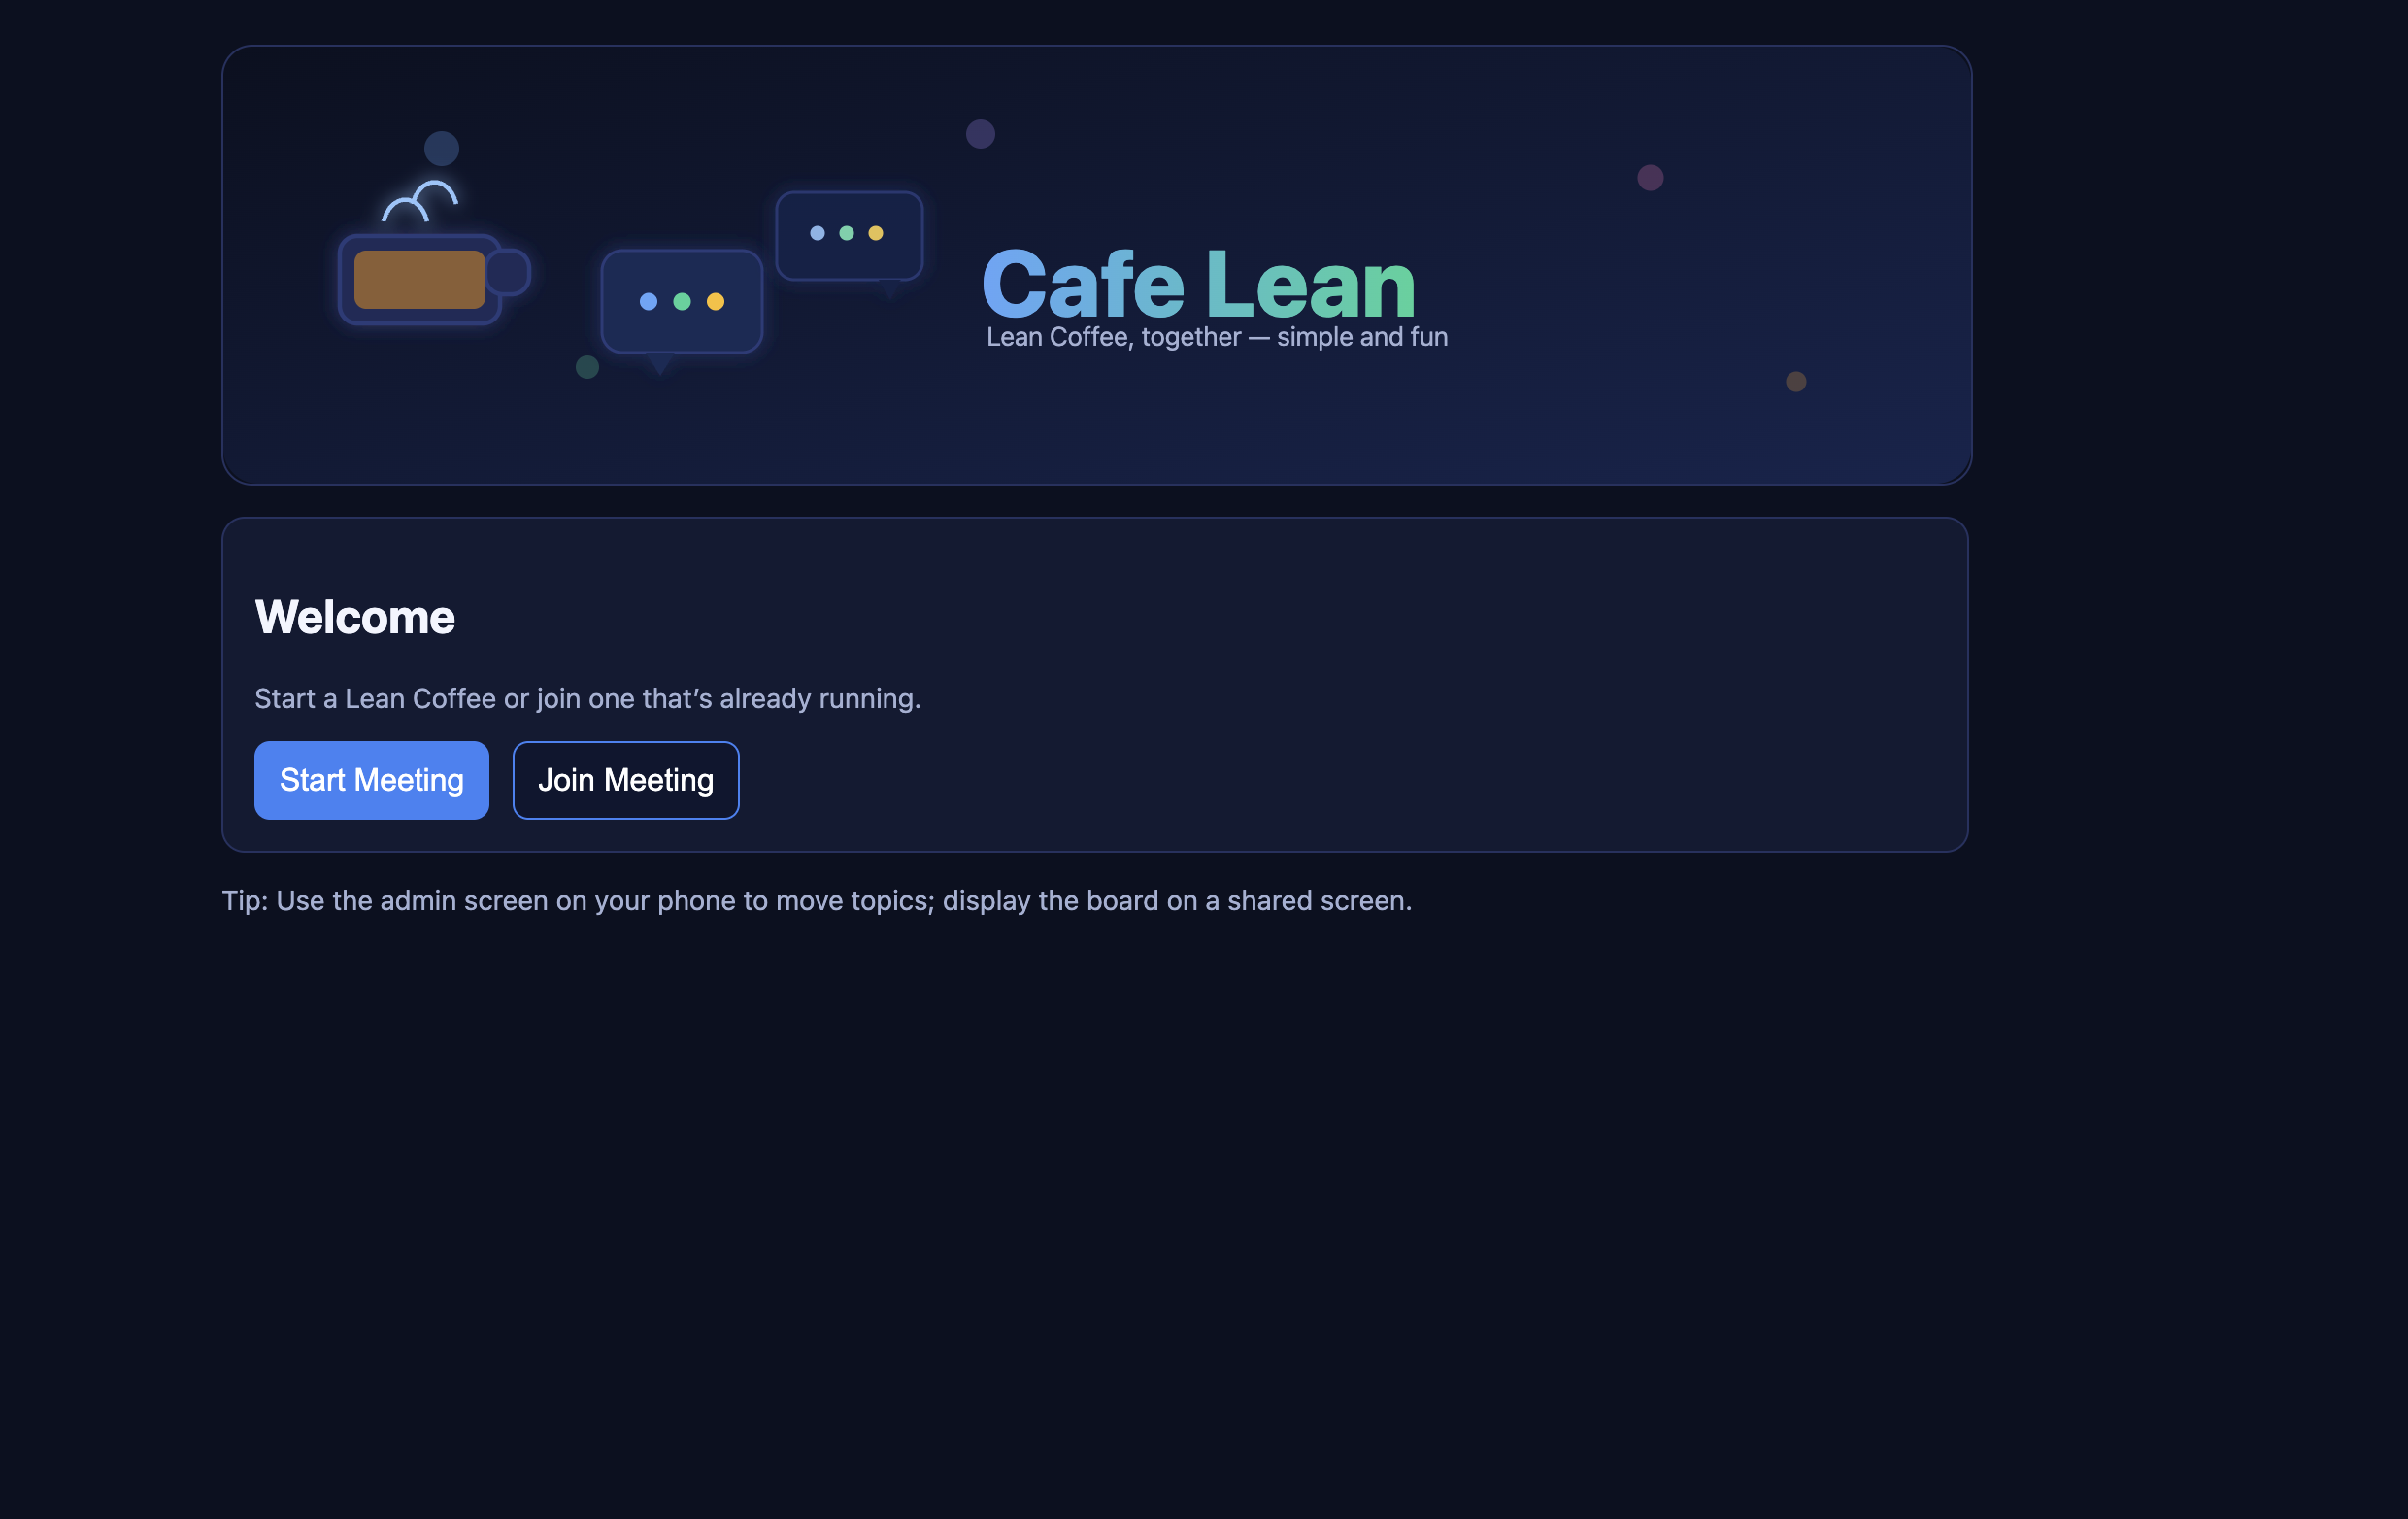 Cafe Lean
Lean Coffee, together — simple and fun
Welcome
Start a Lean Coffee or join one that’s already running.
Start Meeting
Join Meeting
Tip: Use the admin screen on your phone to move topics; display the board on a shared screen.